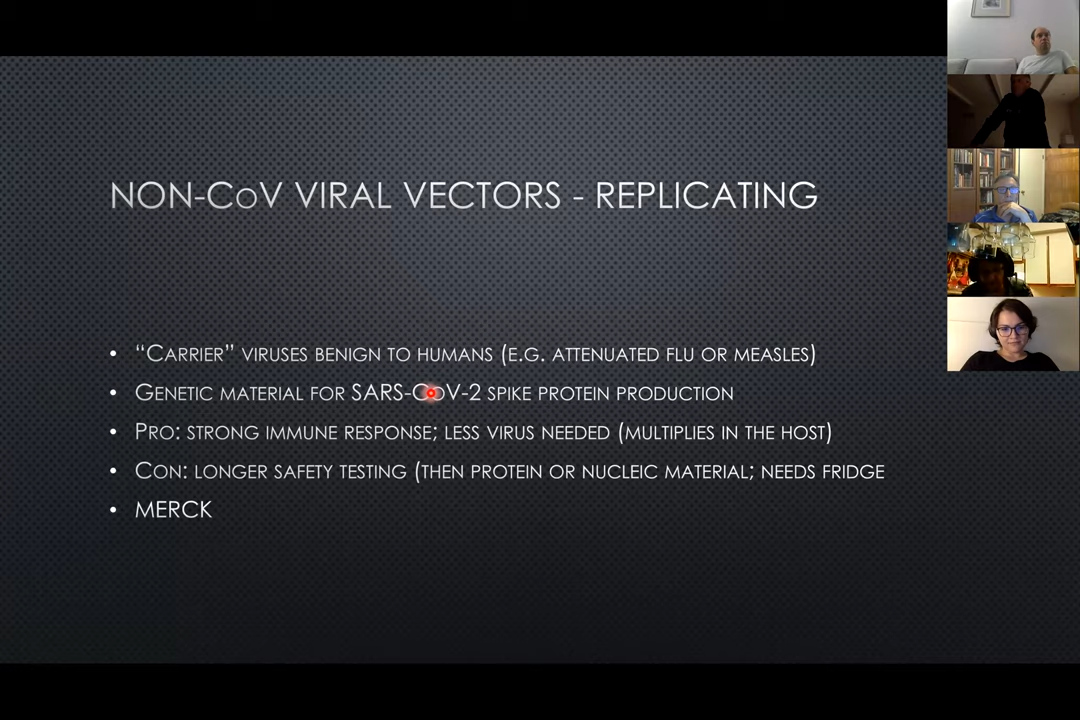 NON-CoV VIRAL VECTORS - REPLICATING
• "CARRIER" VIRUSES BENIGN TO HUMANS (E.G. ATTENUATED FLU OR MEASLES)
• GENETIC MATERIAL FOR SARS-CoV-2 SPIKE PROTEIN PRODUCTION
• PRO: STRONG IMMUNE RESPONSE; LESS VIRUS NEEDED (MULTIPLIES IN THE HOST)
• CON: LONGER SAFETY TESTING (THEN PROTEIN OR NUCLEIC MATERIAL; NEEDS FRIDGE
• MERCK